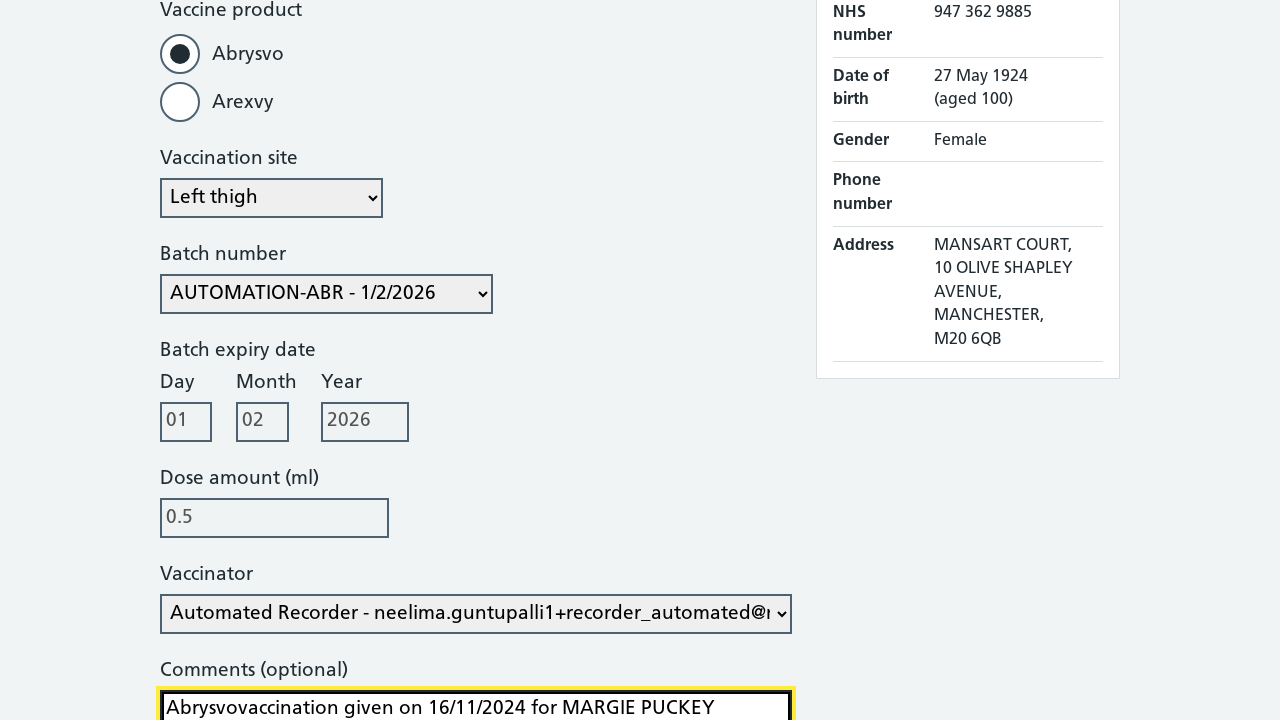 Vaccine product
Abrysvo
Arexvy
Vaccination site
Left thigh
Batch number
AUTOMATION-ABR - 1/2/2026
Batch expiry date
Day Month Year
01 02 2026
Dose amount (ml)
0.5
Vaccinator
Automated Recorder - neelima.guntupalli1+recorder_automated@
Comments (optional)
Abrysvovaccination given on 16/11/2024 for MARGIE PUCKEY
NHS number 947 362 9885
Date of birth 27 May 1924 (aged 100)
Gender Female
Phone number
Address MANSART COURT,
10 OLIVE SHAPLEY
AVENUE,
MANCHESTER,
M20 6QB